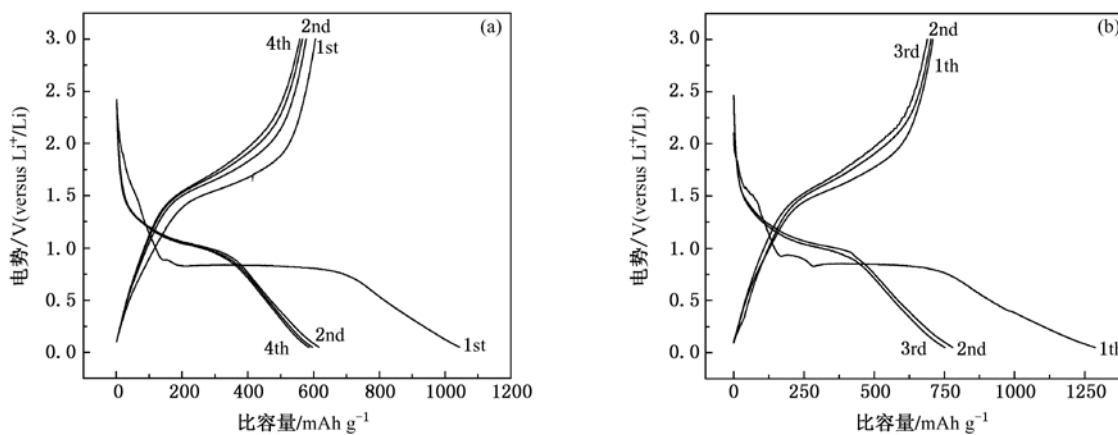 (a)
2nd
4th
1st
3.0
2.5
2.0
1.5
1.0
0.5
0.0
电势/V(versus Li⁺/Li)
2nd
4th
1st
0 200 400 600 800 1000 1200
比容量/mAh g⁻¹
(b)
2nd
3rd
1th
3.0
2.5
2.0
1.5
1.0
0.5
0.0
电势/V(versus Li⁺/Li)
3rd 2nd 1th
0 250 500 750 1000 1250
比容量/mAh g⁻¹